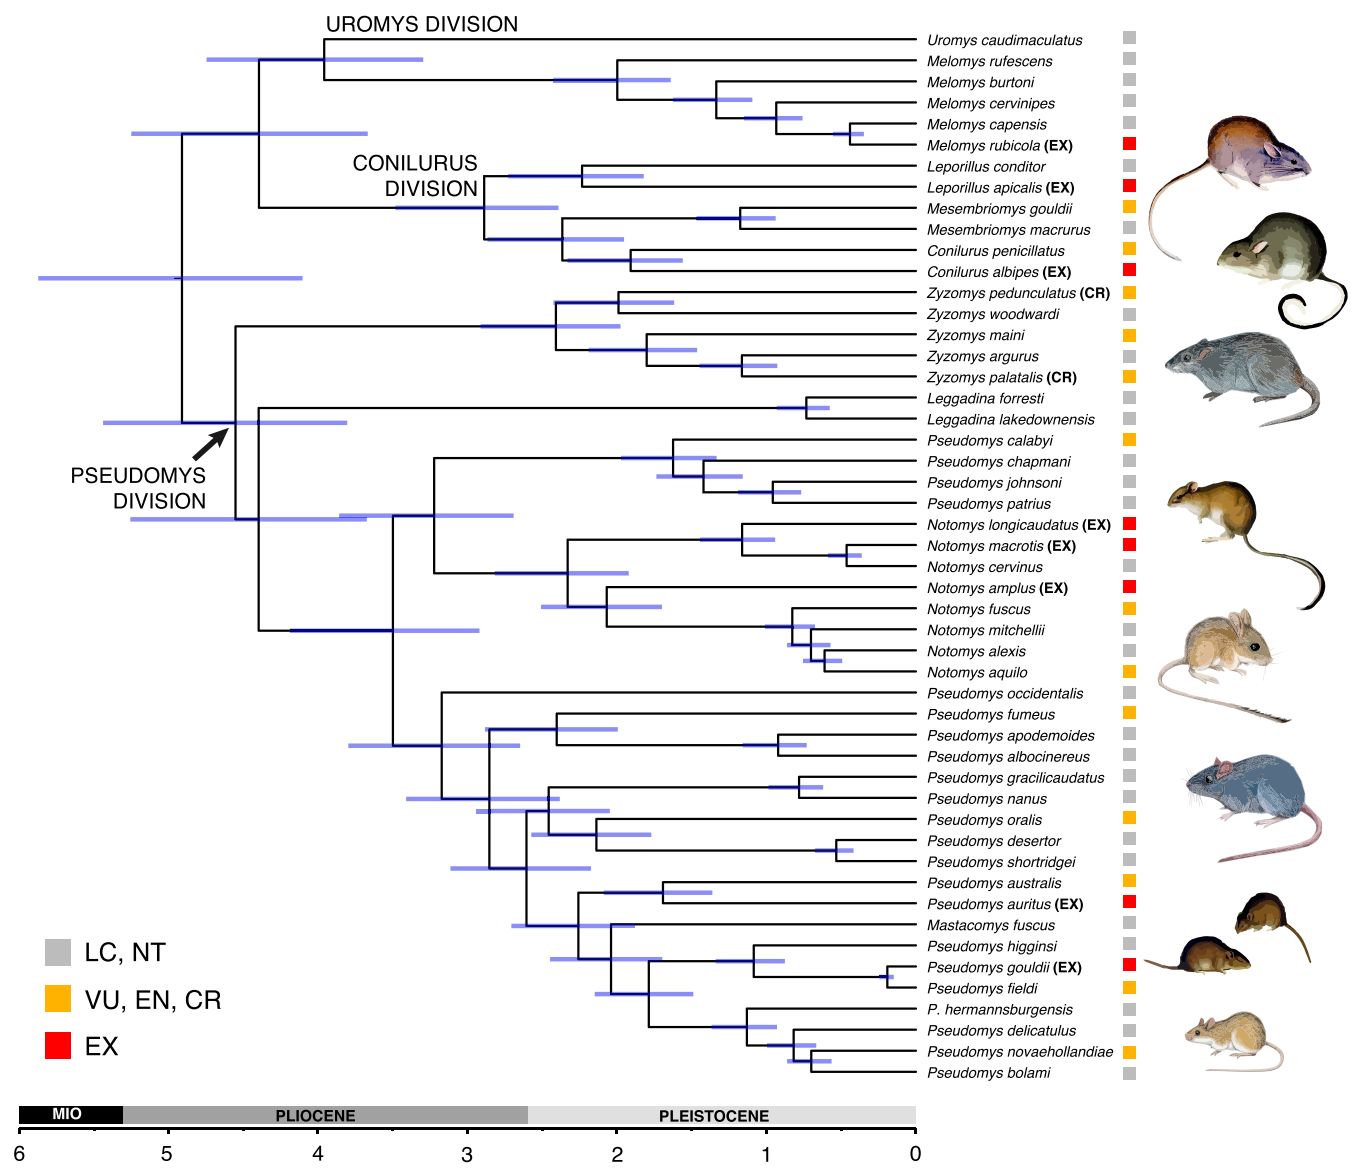 UROMYS DIVISION
Uromys caudimaculatus
Melomys rufescens
Melomys burtoni
Melomys cervinipes
Melomys capensis
Melomys rubicola (EX)
CONILURUS
DIVISION
Leporillus conditor
Leporillus apicalis (EX)
Mesembriomys gouldii
Mesembriomys macrurus
Conilurus penicillatus
Conilurus albipes (EX)
Zyzomys pedunculatus (CR)
Zyzomys woodwardi
Zyzomys maini
Zyzomys argurus
Zyzomys palatalis (CR)
Leggadina forresti
Leggadina lakedownensis
PSEUDOMYS
DIVISION
Pseudomys calabyi
Pseudomys chapmani
Pseudomys johnsoni
Pseudomys patrius
Notomys longicaudatus (EX)
Notomys macrotis (EX)
Notomys cervinus
Notomys amplus (EX)
Notomys fuscus
Notomys mitchellii
Notomys alexis
Notomys aquilo
Pseudomys occidentalis
Pseudomys fumeus
Pseudomys apodemoides
Pseudomys albocinereus
Pseudomys gracilicaudatus
Pseudomys nanus
Pseudomys oralis
Pseudomys desertor
Pseudomys shortridgei
Pseudomys australis
Pseudomys auritus (EX)
Mastacomys fuscus
Pseudomys higginsi
Pseudomys gouldii (EX)
Pseudomys fieldi
P. hermannsburgensis
Pseudomys delicatulus
Pseudomys novaehollandiae
Pseudomys bolami
LC, NT
VU, EN, CR
EX
MIO PLIOCENE PLEISTOCENE
6 5 4 3 2 1 0